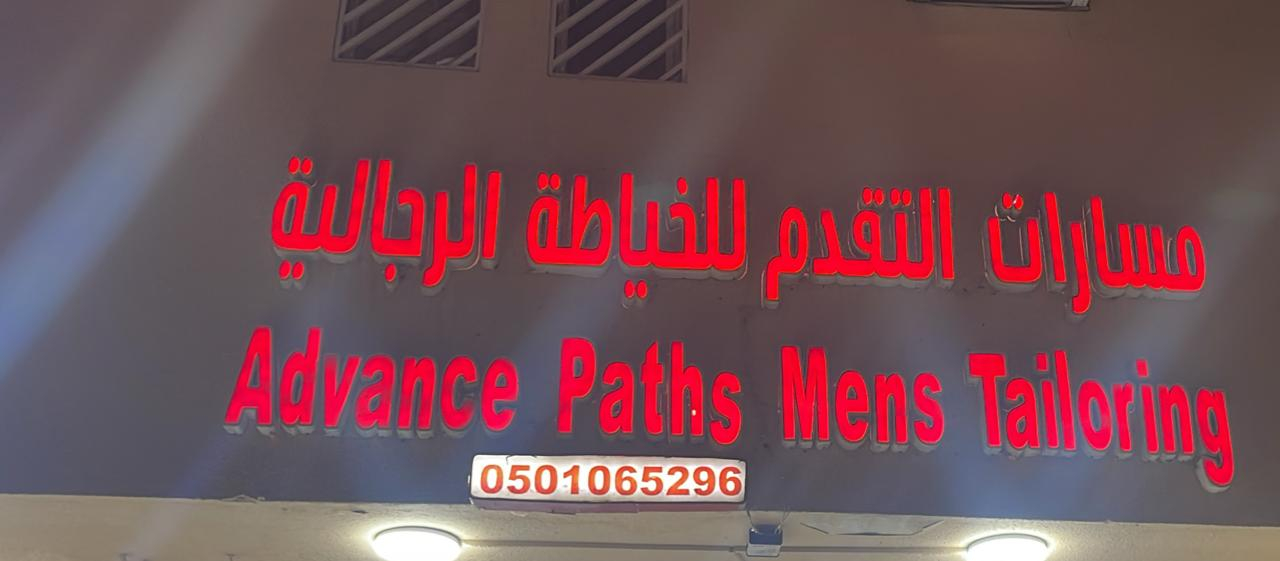 مسارات التقدم للخياطة الرجالية
Advance Paths Mens Tailoring
0501065296